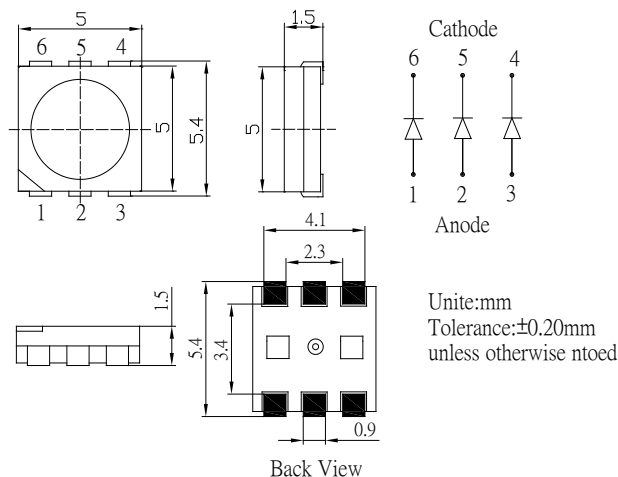 5
1.5
Cathode
6 5 4
6 5 4
5
5.4
5
1 2 3
1 2 3
Anode
4.1
2.3
1.5
5.4
3.4
Unite:mm
Tolerance:±0.20mm
unless otherwise ntoed
0.9
Back View